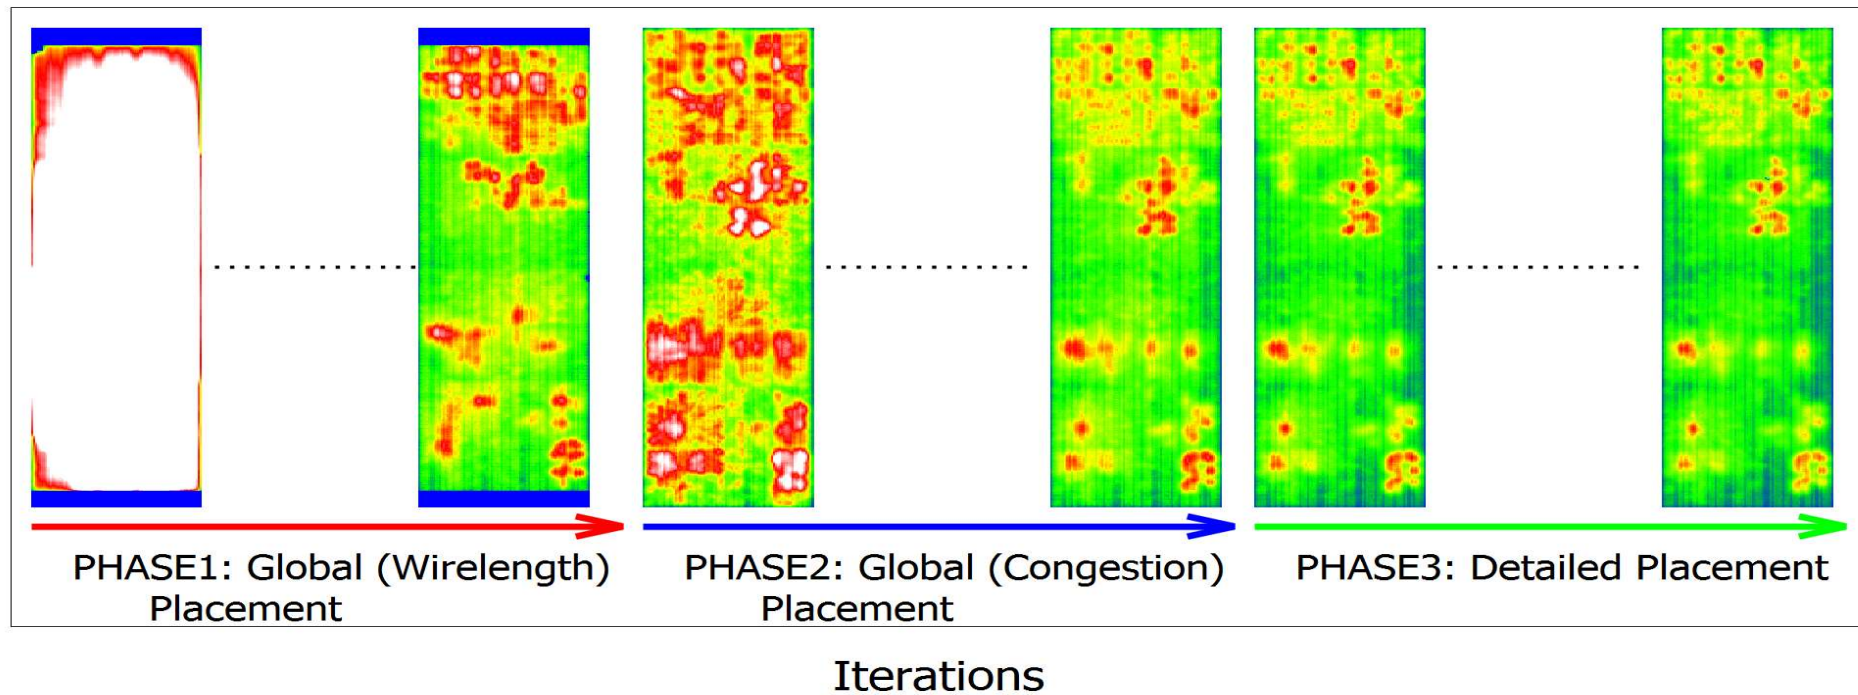 PHASE1: Global (Wirelength)
Placement
PHASE2: Global (Congestion)
Placement
PHASE3: Detailed Placement
Iterations